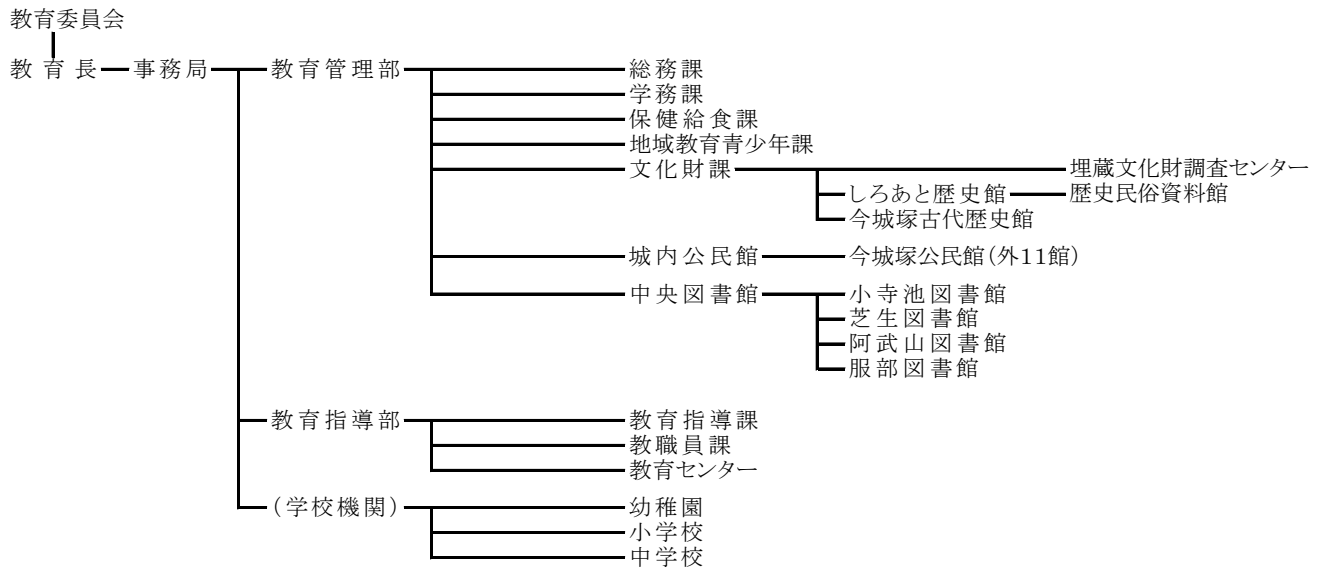 教育委員会
教育長 事務局 教育管理部 総務課
学務課
保健給食課
地域教育青少年課
文化財課 埋蔵文化財調査センター
しろあと歴史館 歴史民俗資料館
今城塚古代歴史館
城内公民館 今城塚公民館(外11館)
中央図書館 小寺池図書館
芝生図書館
阿武山図書館
服部図書館
教育指導部 教育指導課
教職員課
教育センター
(学校機関) 幼稚園
小学校
中学校